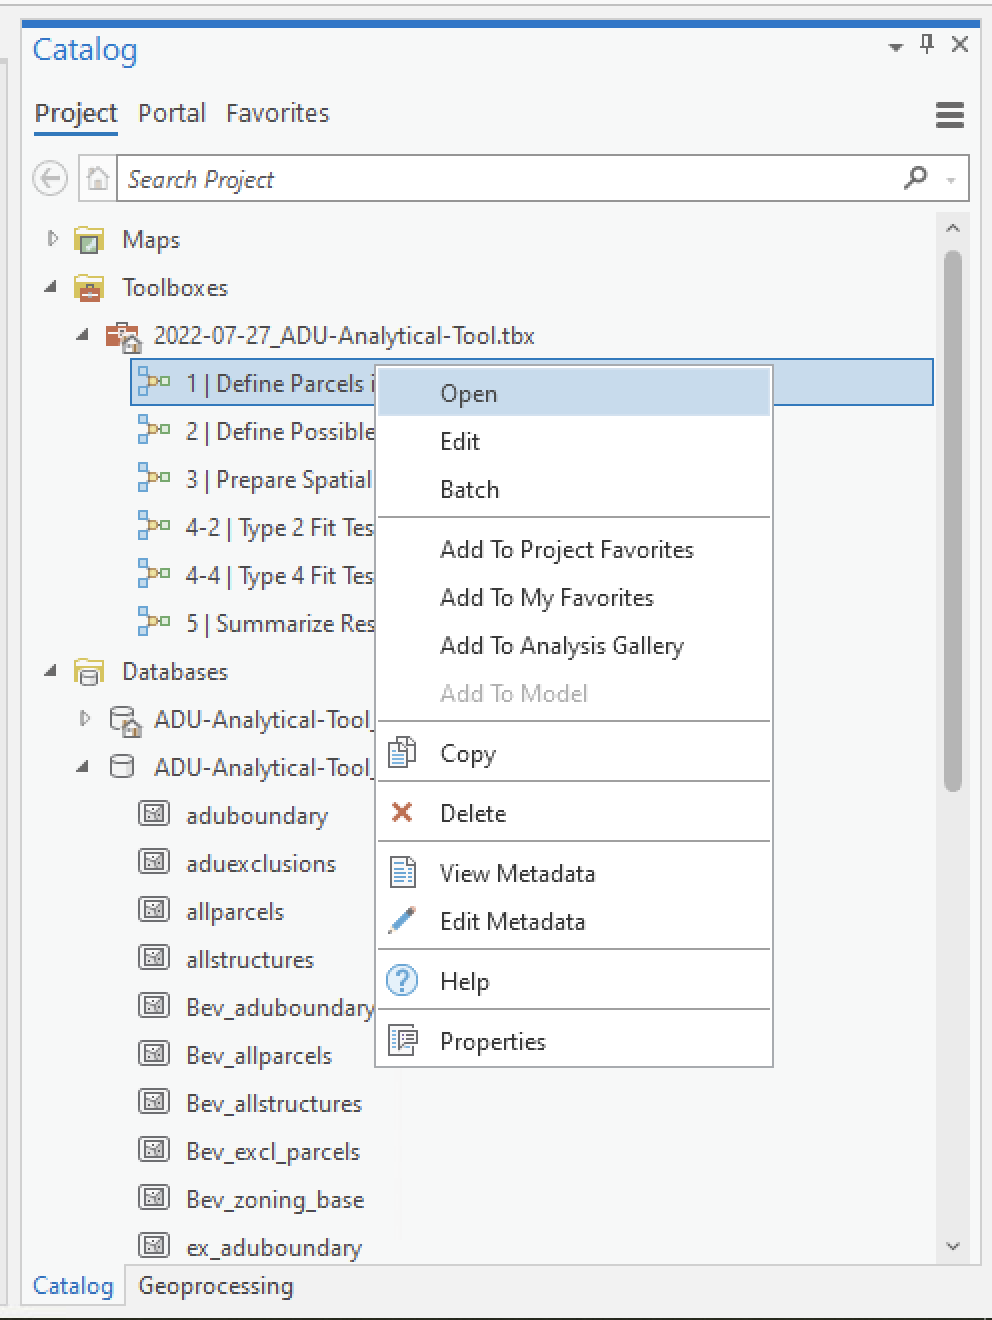 Catalog
Project Portal Favorites
Search Project
Maps
Toolboxes
2022-07-27_ADU-Analytical-Tool.tbx
1 | Define Parcels i
2 | Define Possible
3 | Prepare Spatial
4-2 | Type 2 Fit Tes
4-4 | Type 4 Fit Tes
5 | Summarize Res
Databases
ADU-Analytical-Tool_
ADU-Analytical-Tool_
aduboundary
aduexclusions
allparcels
allstructures
Bev_aduboundary
Bev_allparcels
Bev_allstructures
Bev_excl_parcels
Bev_zoning_base
ex_aduboundary
Open
Edit
Batch
Add To Project Favorites
Add To My Favorites
Add To Analysis Gallery
Add To Model
Copy
Delete
View Metadata
Edit Metadata
Help
Properties
Catalog Geoprocessing